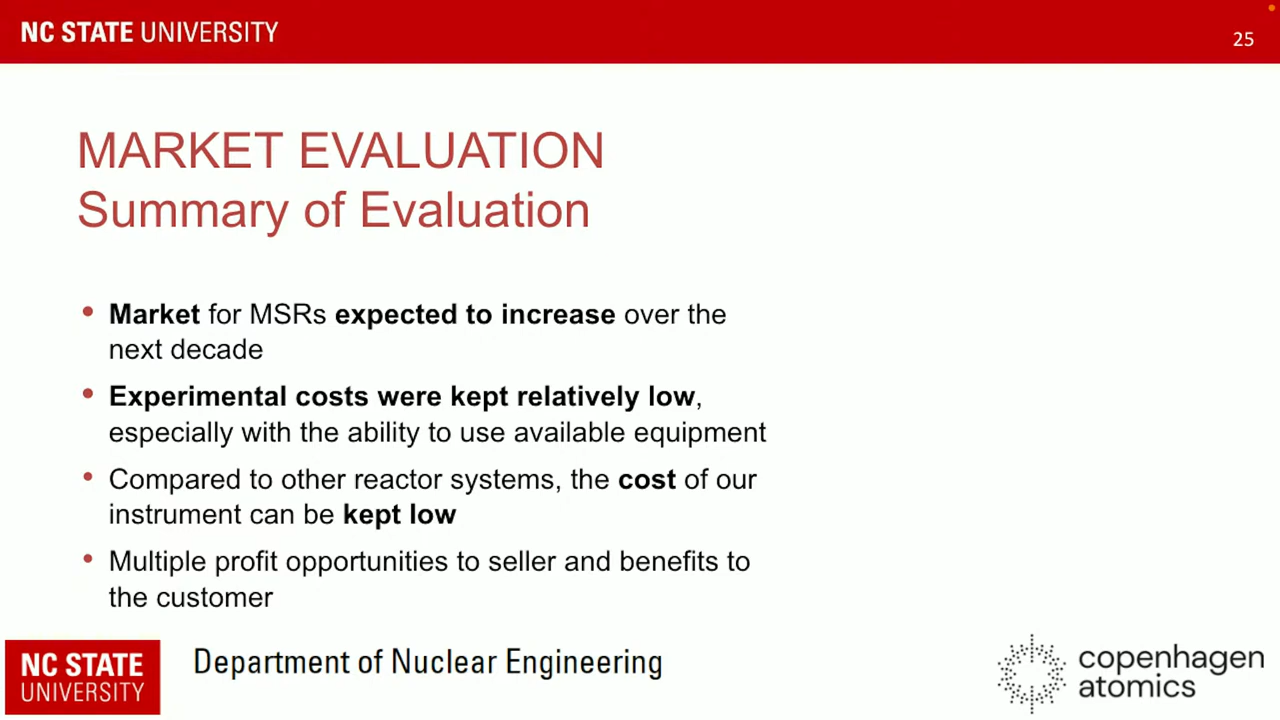 NC STATE UNIVERSITY
25
MARKET EVALUATION
Summary of Evaluation
• Market for MSRs expected to increase over the
next decade
• Experimental costs were kept relatively low,
especially with the ability to use available equipment
• Compared to other reactor systems, the cost of our
instrument can be kept low
• Multiple profit opportunities to seller and benefits to
the customer
NC STATE
UNIVERSITY
Department of Nuclear Engineering
copenhagen
atomics